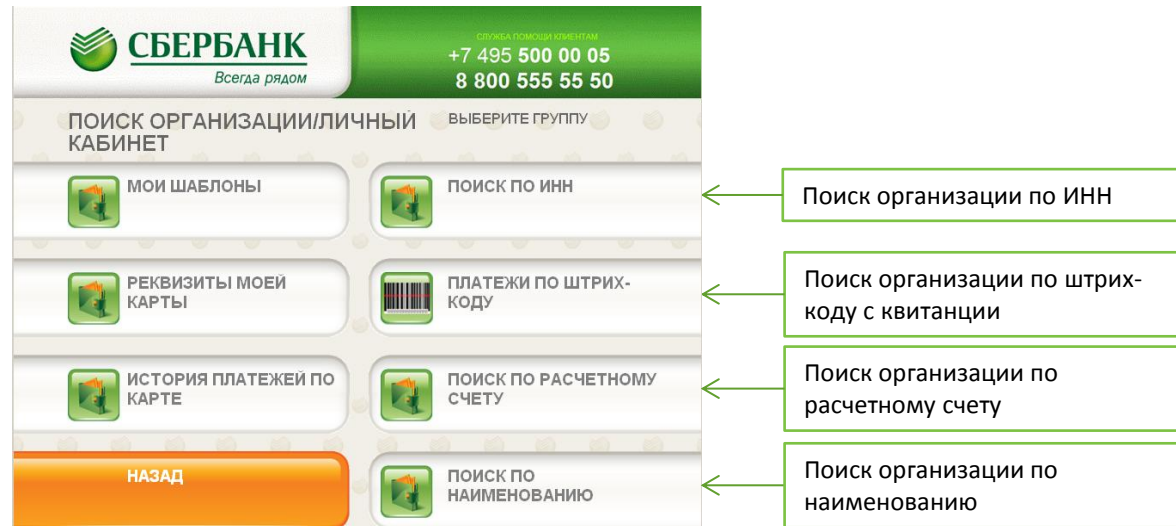 СБЕРБАНК
Всегда рядом
СЛУЖБА ПОМОЩИ КЛИЕНТАМ
+7 495 500 00 05
8 800 555 55 50
ПОИСК ОРГАНИЗАЦИИ/ЛИЧНЫЙ
КАБИНЕТ
ВЫБЕРИТЕ ГРУППУ
МОИ ШАБЛОНЫ
ПОИСК ПО ИНН
Поиск организации по ИНН
РЕКВИЗИТЫ МОЕЙ
КАРТЫ
ПЛАТЕЖИ ПО ШТРИХ-
КОДУ
Поиск организации по штрих-
коду с квитанции
ИСТОРИЯ ПЛАТЕЖЕЙ ПО
КАРТЕ
ПОИСК ПО РАСЧЕТНОМУ
СЧЕТУ
Поиск организации по
расчетному счету
НАЗАД
ПОИСК ПО
НАИМЕНОВАНИЮ
Поиск организации по
наименованию